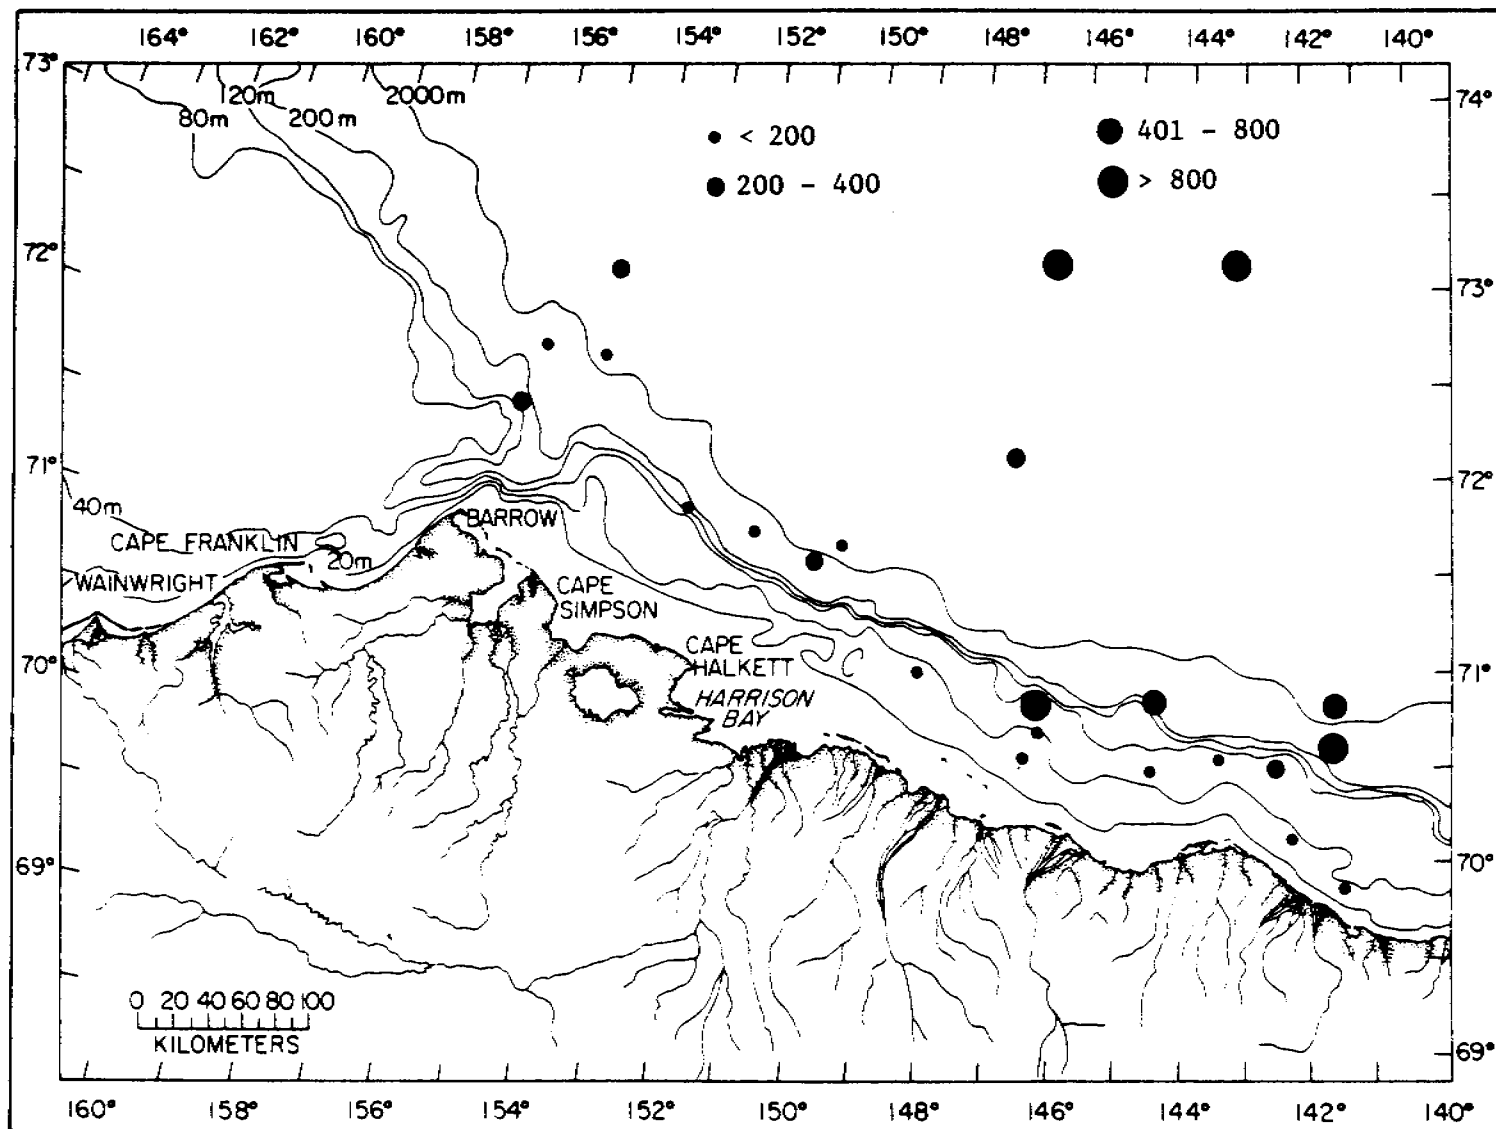 164° 162° 160° 158° 156° 154° 152° 150° 148° 146° 144° 142° 140°
73°
74°
120m
2000m
80m
200m
< 200
401 - 800
200 - 400
> 800
72°
73°
71°
72°
40m
BARROW
CAPE FRANKLIN
20m
WAINWRIGHT
CAPE
SIMPSON
CAPE
HALKETT
70°
71°
HARRISON
BAY
69°
70°
0 20 40 60 80 100
KILOMETERS
69°
160° 158° 156° 154° 152° 150° 148° 146° 144° 142° 140°